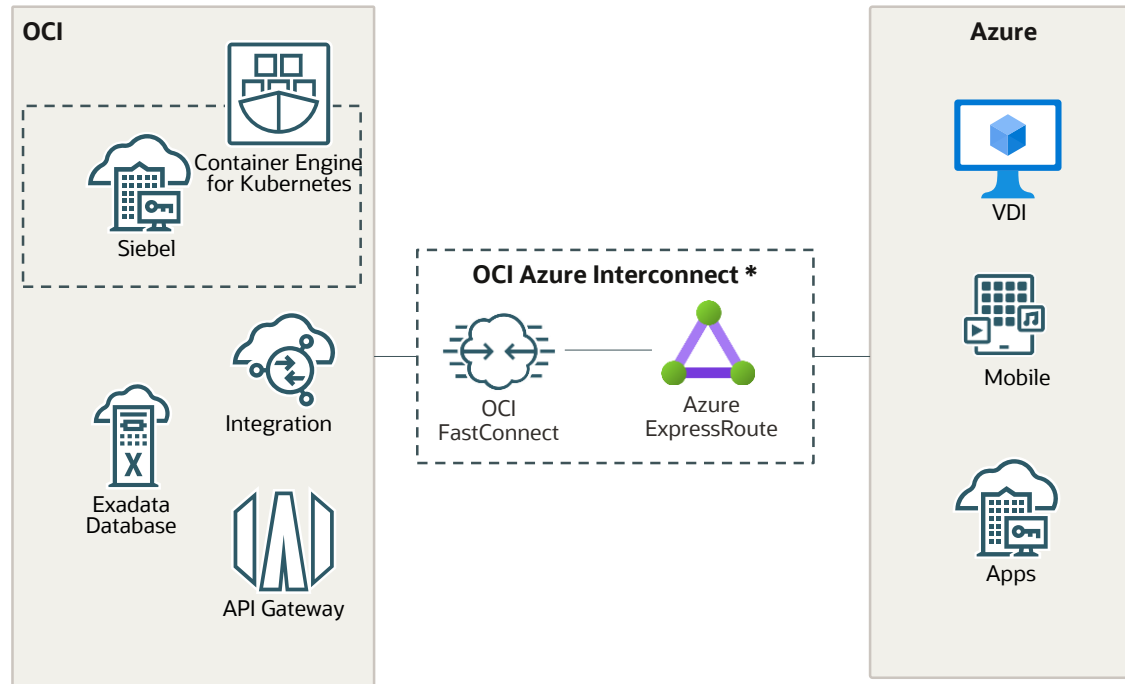 OCI
Container Engine
for Kubernetes
Siebel
Integration
Exadata
Database
X
API Gateway
OCI Azure Interconnect *
OCI
FastConnect
Azure
ExpressRoute
Azure
VDI
Mobile
Apps